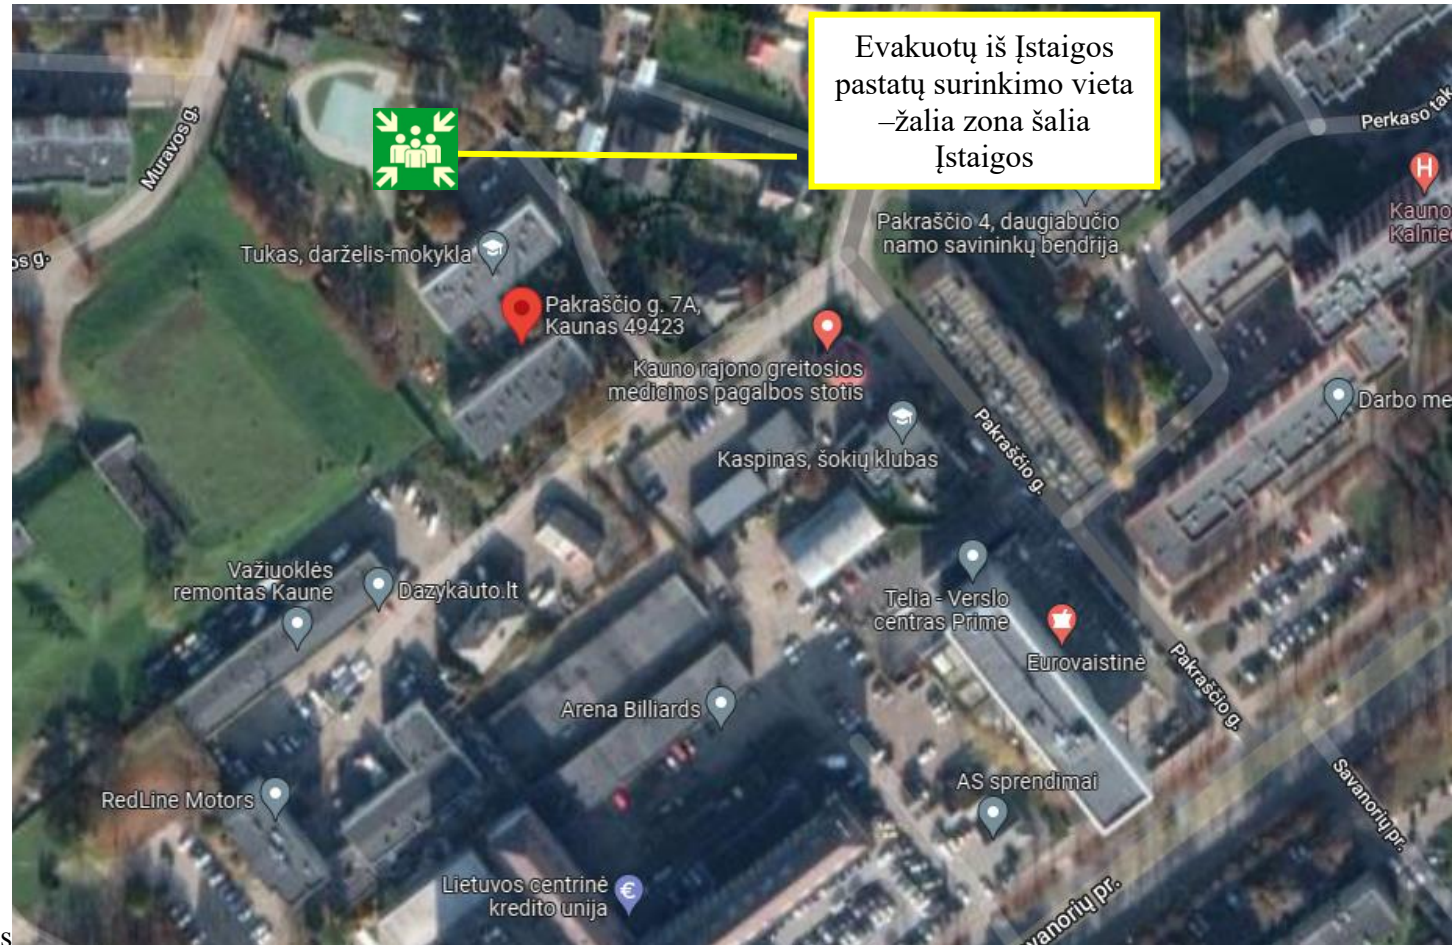 Evakuotų iš Įstaigos
pastatų surinkimo vieta
–žalia zona šalia
Įstaigos
Muravos g.
Perkaso tak
H
Kauno
Kalnie
os g.
Tukas, darželis-mokykla
Pakraščio 4, daugiabučio
namo savininkų bendrija
Pakraščio g. 7A,
Kaunas 49423
Kauno rajono greitosios
medicinos pagalbos stotis
Darbo me
Pakraščio g.
Kaspinas, šokių klubas
Važiuoklės
remontas Kaune
Dazykauto.lt
Telia - Verslo
centras Prime
Eurovaistinė
Pakraščio g.
Arena Billiards
RedLine Motors
AS sprendimai
Savanorių pr.
Lietuvos centrinė
kredito unija
€
vanorių pr.
s